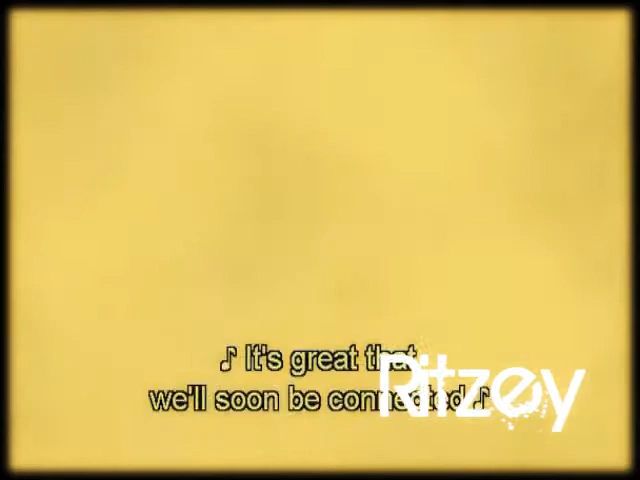 ♪ It's great that
we'll soon be connected ♪
Ritzey